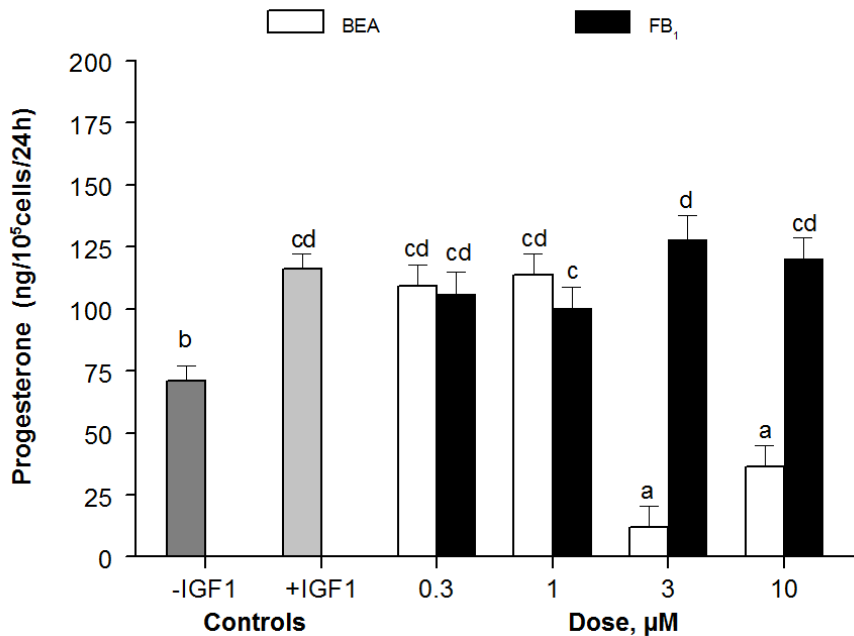 BEA FB₁
Progesterone (ng/10⁵cells/24h)
200
175
150
125
100
75
50
25
0
b
cd
cd cd
cd c
a d
a cd
-IGF1 +IGF1 0.3 1 3 10
Controls Dose, µM